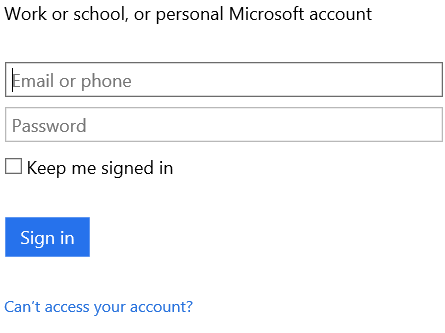 Work or school, or personal Microsoft account
Email or phone
Password
Keep me signed in
Sign in
Can't access your account?